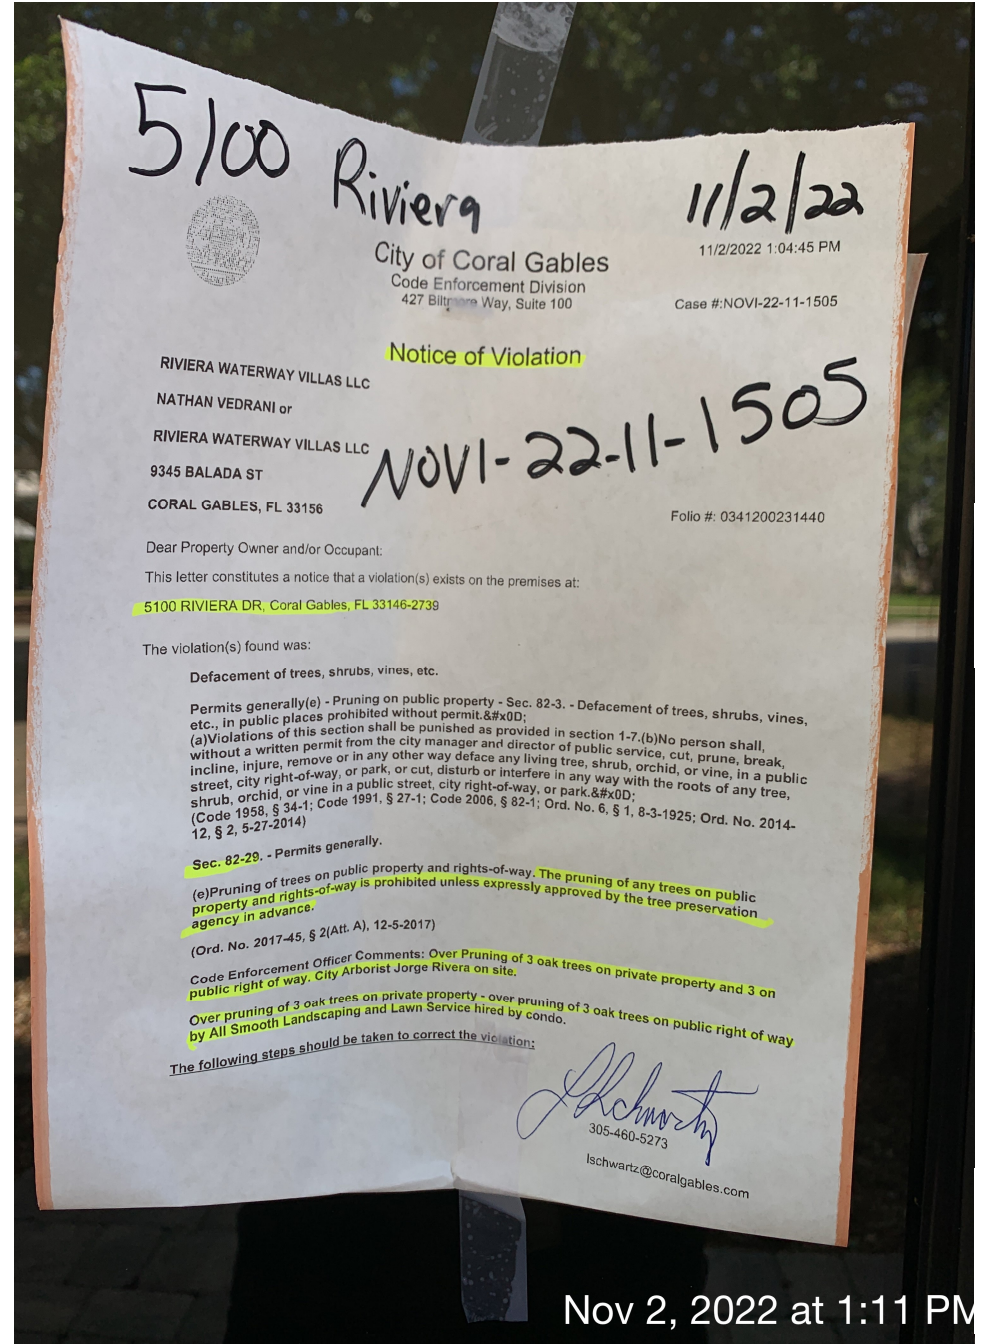 5100 Riviera
11/2/22
11/2/2022 1:04:45 PM
City of Coral Gables
Code Enforcement Division
427 Biltmore Way, Suite 100
Case #:NOVI-22-11-1505
Notice of Violation
RIVIERA WATERWAY VILLAS LLC
NATHAN VEDRANI or
RIVIERA WATERWAY VILLAS LLC
9345 BALADA ST
CORAL GABLES, FL 33156
NOVI-22-11-1505
Folio #: 0341200231440
Dear Property Owner and/or Occupant:
This letter constitutes a notice that a violation(s) exists on the premises at:
5100 RIVIERA DR, Coral Gables, FL 33146-2739
The violation(s) found was:
Defacement of trees, shrubs, vines, etc.
Permits generally(e) - Pruning on public property - Sec. 82-3. - Defacement of trees, shrubs, vines,
etc., in public places prohibited without permit.&#x0D;
(a)Violations of this section shall be punished as provided in section 1-7.(b)No person shall,
without a written permit from the city manager and director of public service, cut, prune, break,
incline, injure, remove or in any other way deface any living tree, shrub, orchid, or vine, in a public
street, city right-of-way, or park, or cut, disturb or interfere in any way with the roots of any tree,
shrub, orchid, or vine in a public street, city right-of-way, or park.&#x0D;
(Code 1958, § 34-1; Code 1991, § 27-1; Code 2006, § 82-1; Ord. No. 6, § 1, 8-3-1925; Ord. No. 2014-
12, § 2, 5-27-2014)
Sec. 82-29. - Permits generally.
(e)Pruning of trees on public property and rights-of-way. The pruning of any trees on public
property and rights-of-way is prohibited unless expressly approved by the tree preservation
agency in advance.
(Ord. No. 2017-45, § 2(Att. A), 12-5-2017)
Code Enforcement Officer Comments: Over Pruning of 3 oak trees on private property and 3 on
public right of way. City Arborist Jorge Rivera on site.
Over pruning of 3 oak trees on private property - over pruning of 3 oak trees on public right of way
by All Smooth Landscaping and Lawn Service hired by condo.
The following steps should be taken to correct the violation:
305-460-5273
lschwartz@coralgables.com
Nov 2, 2022 at 1:11 PM